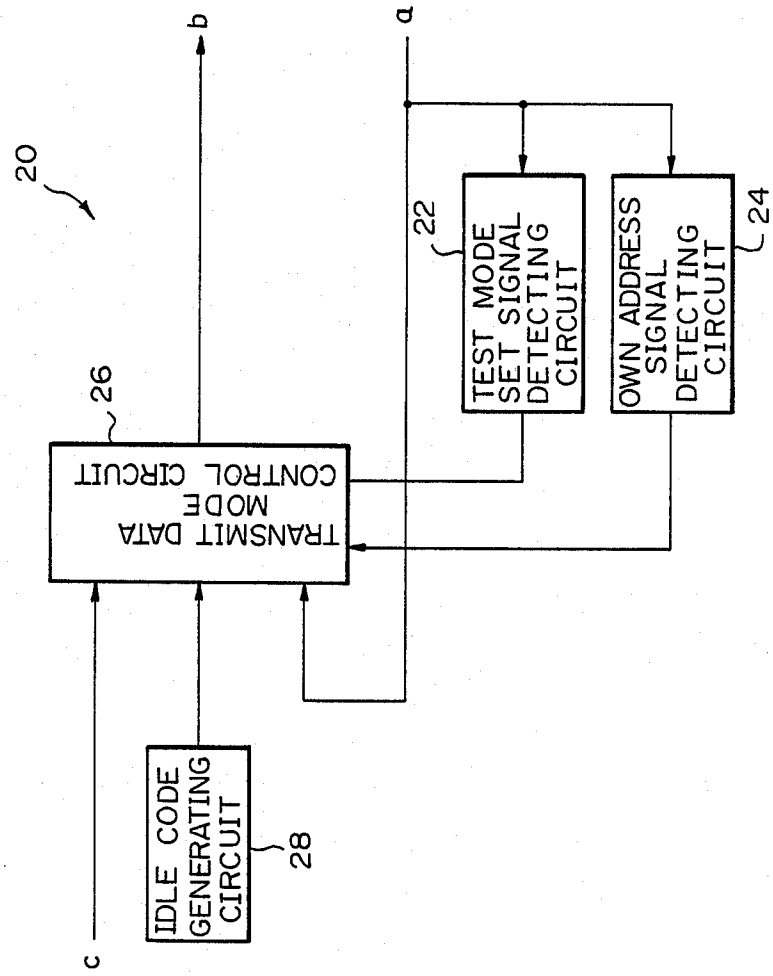 20
b
a
c
26
TRANSMIT DATA
MODE
CONTROL CIRCUIT
22
TEST MODE
SET SIGNAL
DETECTING
CIRCUIT
24
OWN ADDRESS
SIGNAL
DETECTING
CIRCUIT
IDLE CODE
GENERATING
CIRCUIT
28